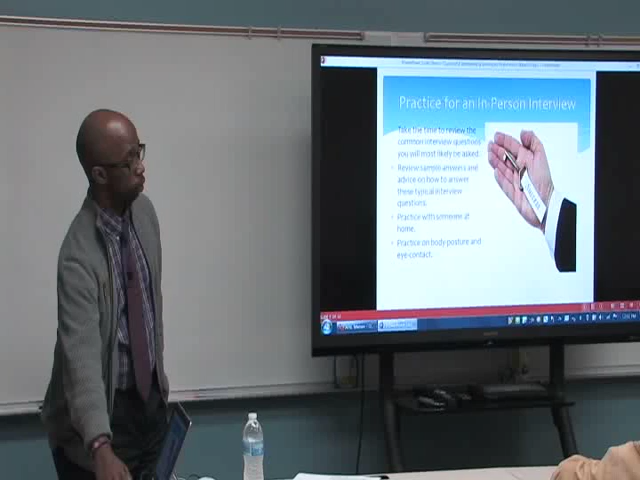 Practice for an In-Person Interview
Take the time to review the
common interview questions
you will most likely be asked.
Review sample answers and
advice on how to answer
these typical interview
questions.
Practice with someone at
home.
Practice on body posture and
eye contact.